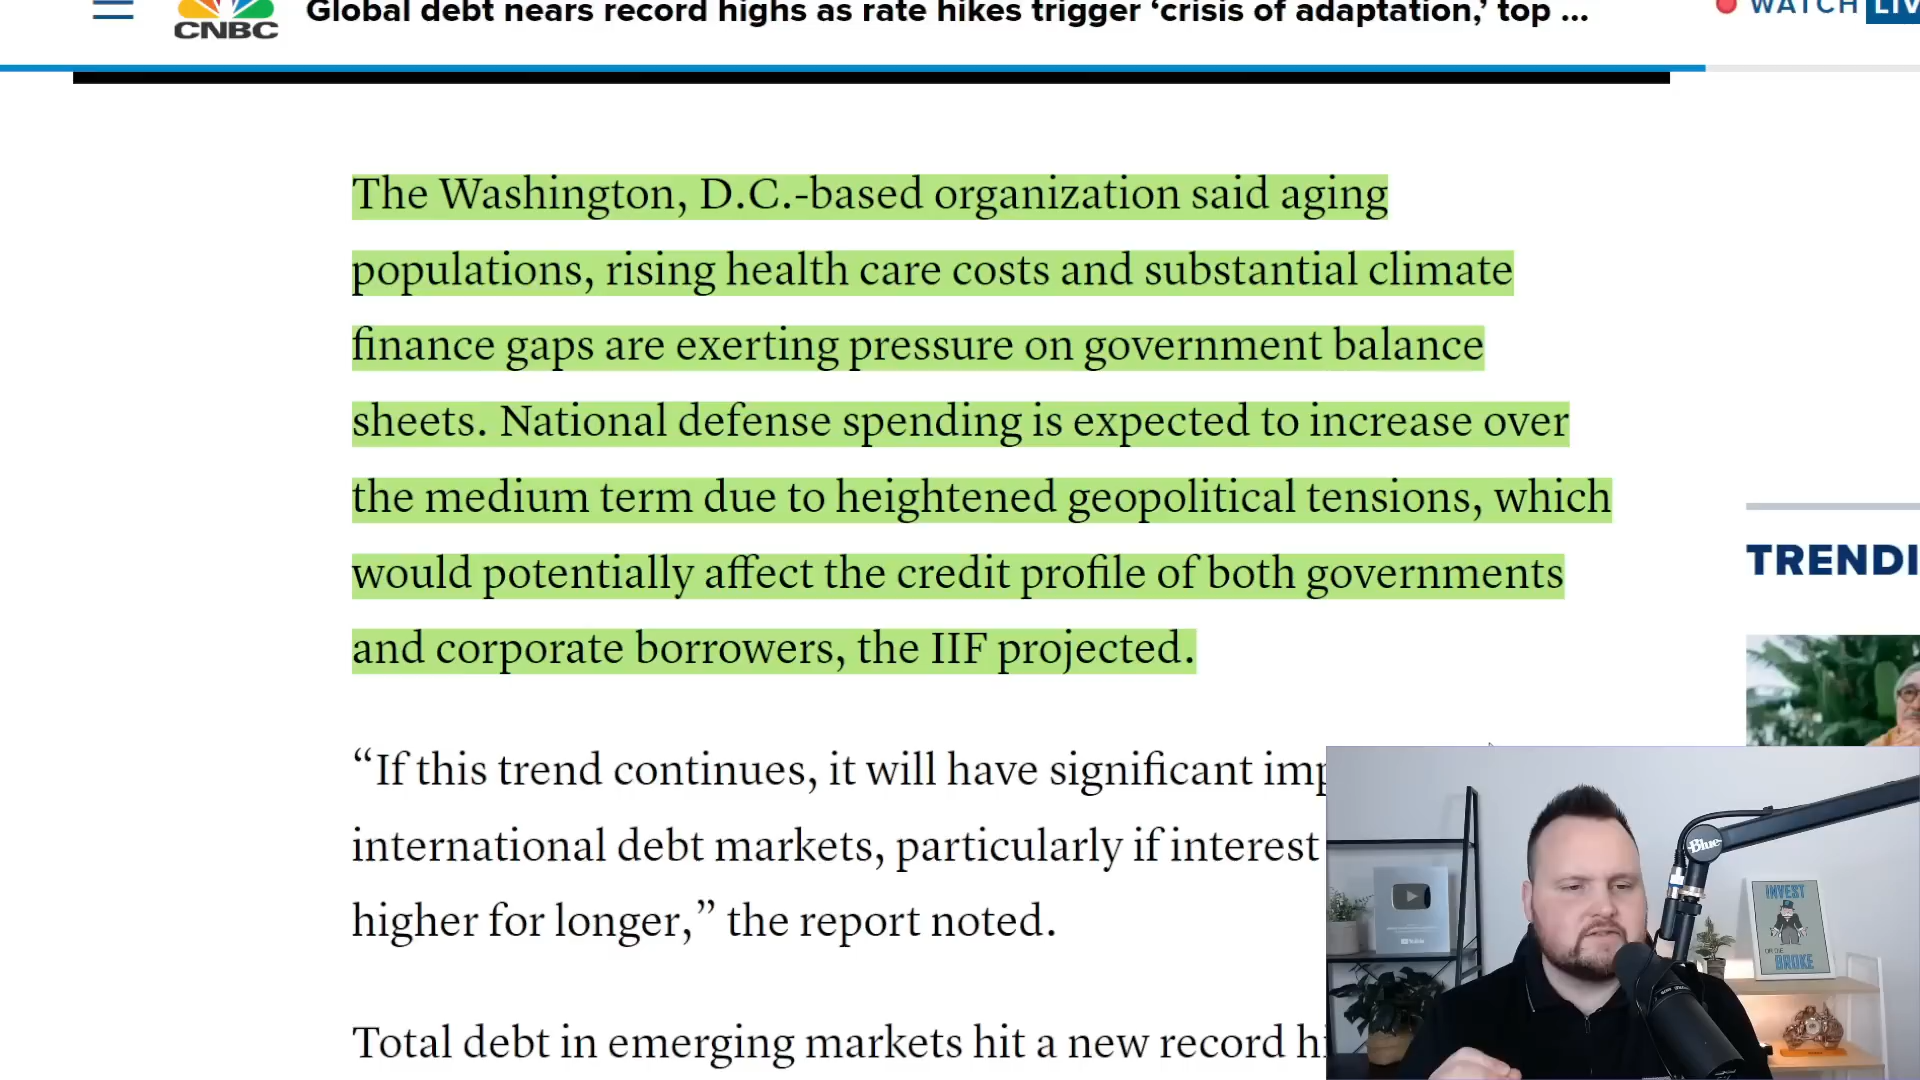 CNBC
Global debt nears record highs as rate hikes trigger ‘crisis of adaptation,’ top ...
WATCH LIV
The Washington, D.C.-based organization said aging
populations, rising health care costs and substantial climate
finance gaps are exerting pressure on government balance
sheets. National defense spending is expected to increase over
the medium term due to heightened geopolitical tensions, which
would potentially affect the credit profile of both governments
and corporate borrowers, the IIF projected.
TRENDI
“If this trend continues, it will have significant imp
international debt markets, particularly if interest
higher for longer,” the report noted.
Total debt in emerging markets hit a new record hi
Blue
INVEST
BROKE